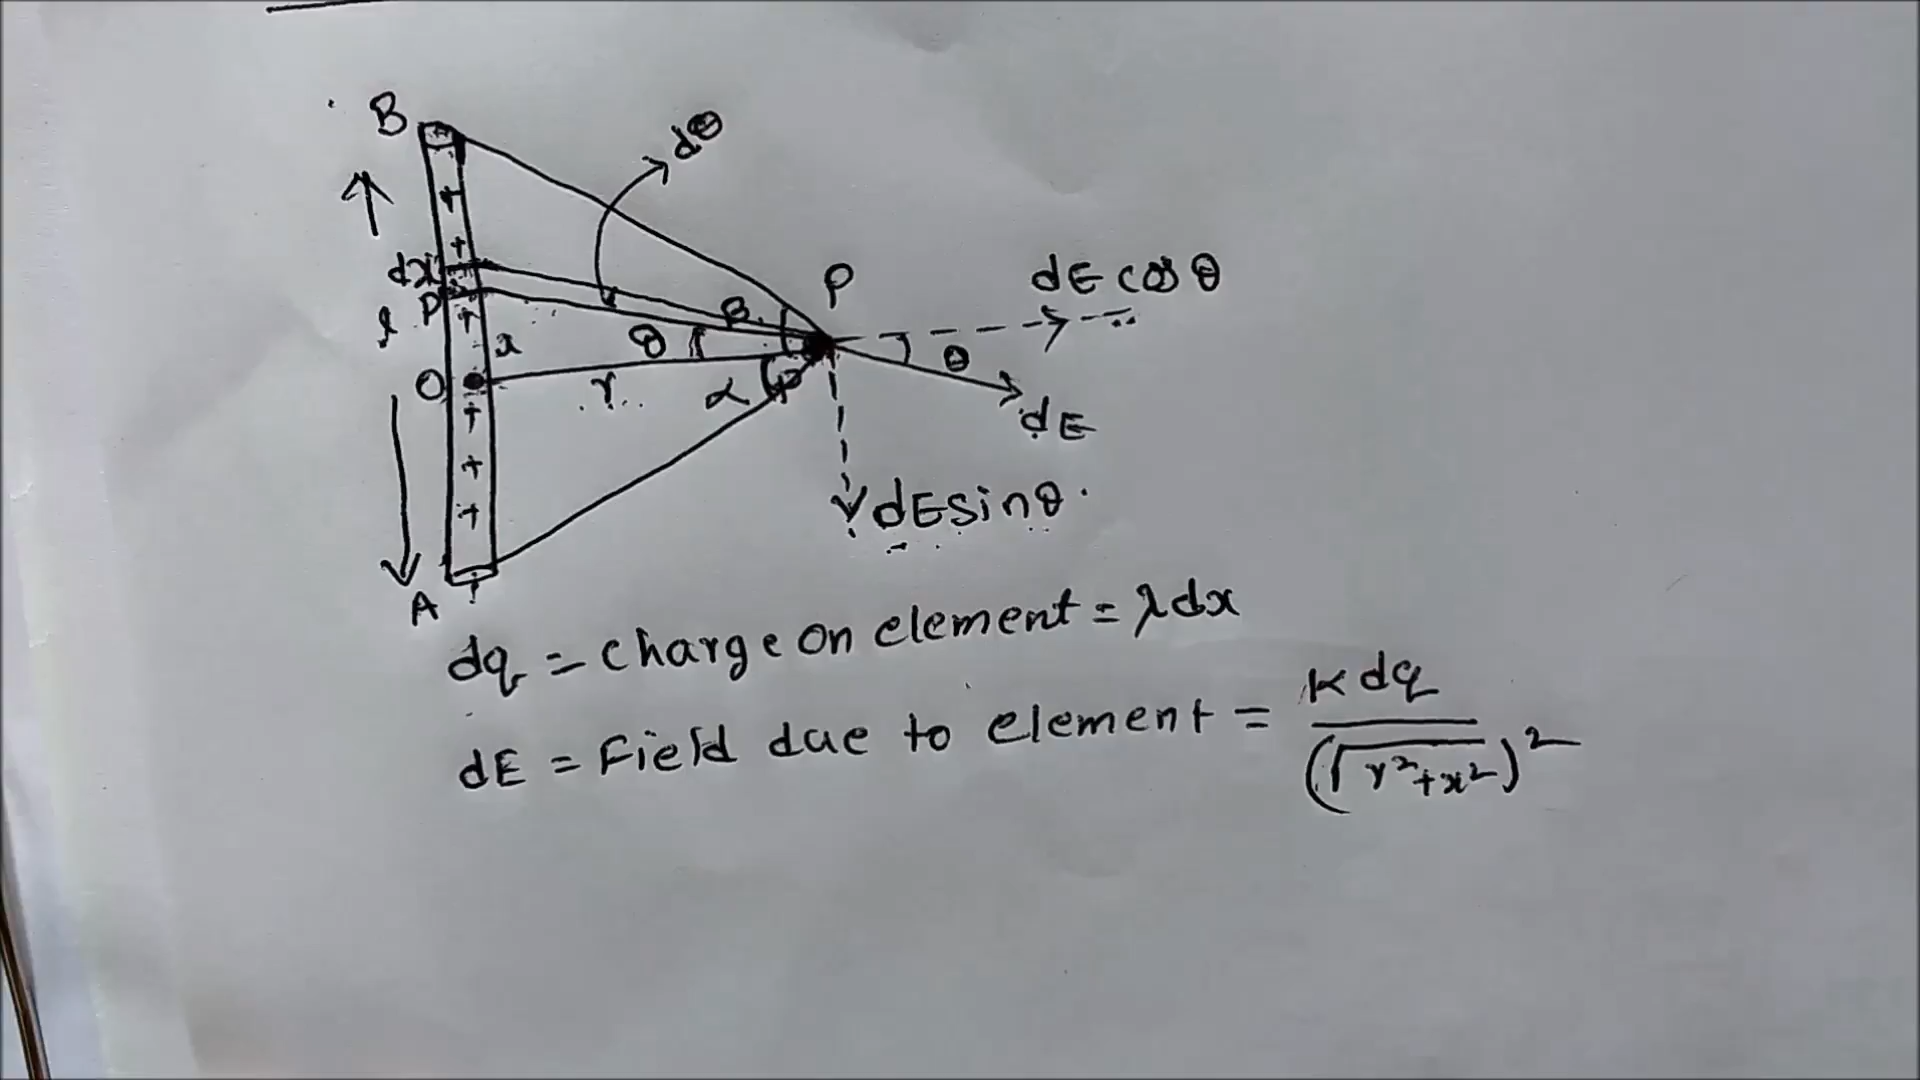 B
dθ
dx
P
l
x
O
θ
β
r
α
P
dE cosθ
θ
dE
dEsinθ
A
dq = charge on element = λdx
dE = Field due to element = K dq / (√r²+x²)²